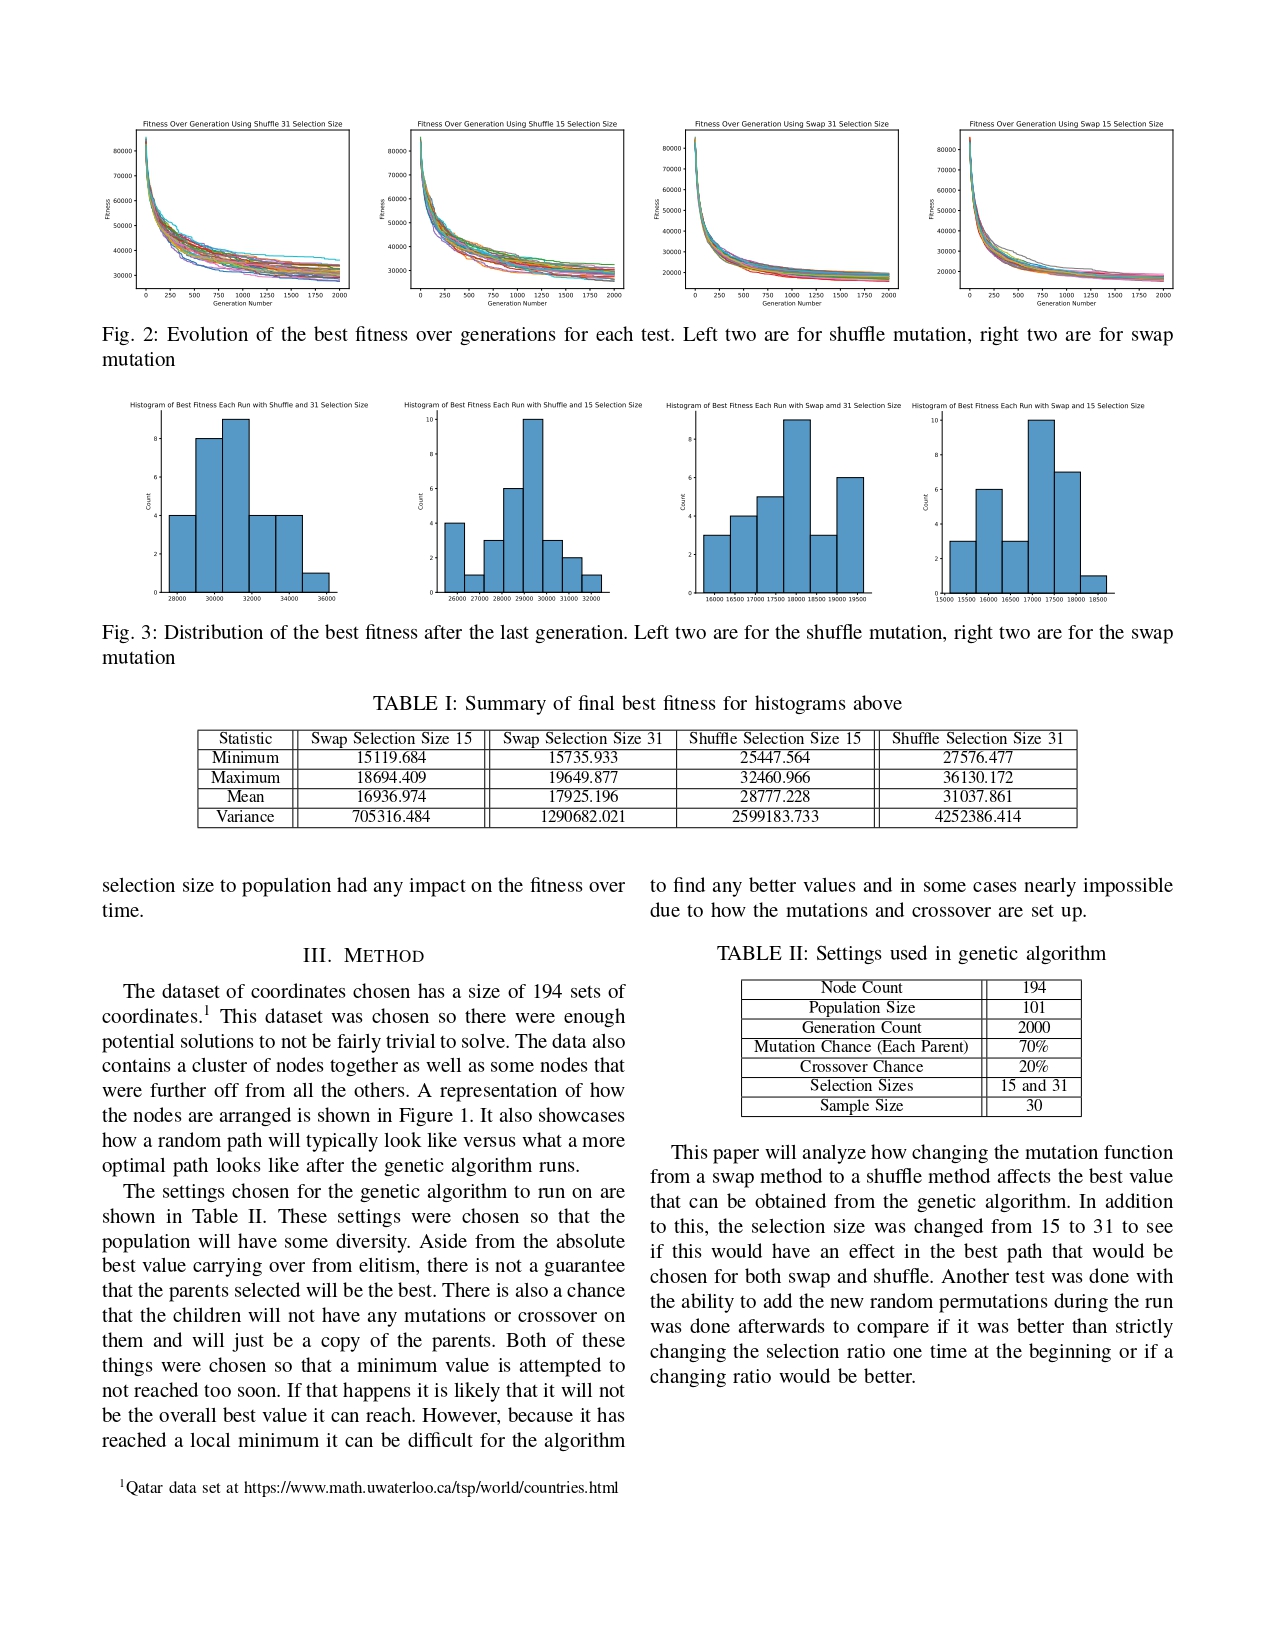 Fitness Over Generation Using Shuffle 31 Selection Size
80000
70000
60000
50000
40000
30000
Fitness
0 250 500 750 1000 1250 1500 1750 2000
Generation Number
Fitness Over Generation Using Shuffle 15 Selection Size
80000
70000
60000
50000
40000
30000
Fitness
0 250 500 750 1000 1250 1500 1750 2000
Generation Number
Fitness Over Generation Using Swap 31 Selection Size
80000
70000
60000
50000
40000
30000
20000
Fitness
0 250 500 750 1000 1250 1500 1750 2000
Generation Number
Fitness Over Generation Using Swap 15 Selection Size
80000
70000
60000
50000
40000
30000
20000
Fitness
0 250 500 750 1000 1250 1500 1750 2000
Generation Number
Fig. 2: Evolution of the best fitness over generations for each test. Left two are for shuffle mutation, right two are for swap
mutation
Histogram of Best Fitness Each Run with Shuffle and 31 Selection Size
8
6
4
2
0
Count
28000 30000 32000 34000 36000
Histogram of Best Fitness Each Run with Shuffle and 15 Selection Size
10
8
6
4
2
0
Count
26000 27000 28000 29000 30000 31000 32000
Histogram of Best Fitness Each Run with Swap amd 31 Selection Size
8
6
4
2
0
Count
16000 16500 17000 17500 18000 18500 19000 19500
Histogram of Best Fitness Each Run with Swap and 15 Selection Size
10
8
6
4
2
0
Count
15000 15500 16000 16500 17000 17500 18000 18500
Fig. 3: Distribution of the best fitness after the last generation. Left two are for the shuffle mutation, right two are for the swap
mutation
TABLE I: Summary of final best fitness for histograms above
Statistic Swap Selection Size 15 Swap Selection Size 31 Shuffle Selection Size 15 Shuffle Selection Size 31
Minimum 15119.684 15735.933 25447.564 27576.477
Maximum 18694.409 19649.877 32460.966 36130.172
Mean 16936.974 17925.196 28777.228 31037.861
Variance 705316.484 1290682.021 2599183.733 4252386.414
selection size to population had any impact on the fitness over
time.
III. METHOD
The dataset of coordinates chosen has a size of 194 sets of
coordinates.1 This dataset was chosen so there were enough
potential solutions to not be fairly trivial to solve. The data also
contains a cluster of nodes together as well as some nodes that
were further off from all the others. A representation of how
the nodes are arranged is shown in Figure 1. It also showcases
how a random path will typically look like versus what a more
optimal path looks like after the genetic algorithm runs.
The settings chosen for the genetic algorithm to run on are
shown in Table II. These settings were chosen so that the
population will have some diversity. Aside from the absolute
best value carrying over from elitism, there is not a guarantee
that the parents selected will be the best. There is also a chance
that the children will not have any mutations or crossover on
them and will just be a copy of the parents. Both of these
things were chosen so that a minimum value is attempted to
not reached too soon. If that happens it is likely that it will not
be the overall best value it can reach. However, because it has
reached a local minimum it can be difficult for the algorithm
1Qatar data set at https://www.math.uwaterloo.ca/tsp/world/countries.html
to find any better values and in some cases nearly impossible
due to how the mutations and crossover are set up.
TABLE II: Settings used in genetic algorithm
Node Count 194
Population Size 101
Generation Count 2000
Mutation Chance (Each Parent) 70%
Crossover Chance 20%
Selection Sizes 15 and 31
Sample Size 30
This paper will analyze how changing the mutation function
from a swap method to a shuffle method affects the best value
that can be obtained from the genetic algorithm. In addition
to this, the selection size was changed from 15 to 31 to see
if this would have an effect in the best path that would be
chosen for both swap and shuffle. Another test was done with
the ability to add the new random permutations during the run
was done afterwards to compare if it was better than strictly
changing the selection ratio one time at the beginning or if a
changing ratio would be better.